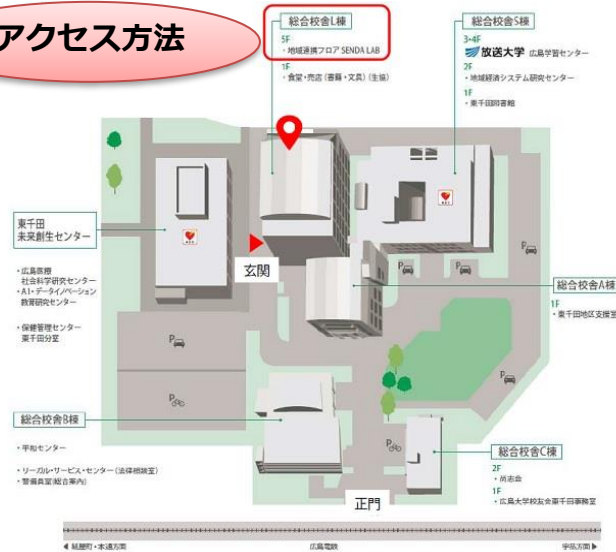 アクセス方法
総合校舎L棟
5F
・地域連携フロア SENDA LAB
1F
・食堂・売店(書籍・文具)(生協)
総合校舎S棟
3・4F
放送大学 広島学習センター
2F
・地域経済システム研究センター
1F
・東千田図書館
東千田
未来創生センター
・広島医療
社会科学研究センター
・A.I.・データイノベーション
教育研究センター
・保健管理センター
東千田分室
玄関
総合校舎A棟
1F
・東千田地区支援室
P
P
P
P
P
P
P
総合校舎B棟
・平和センター
・リーガル・サービス・センター(法律相談室)
・警備員室(総合案内)
総合校舎C棟
2F
・尚志会
1F
・広島大学校友会東千田事務室
正門
紙屋町・本通方面
広島電鉄
宇品方面